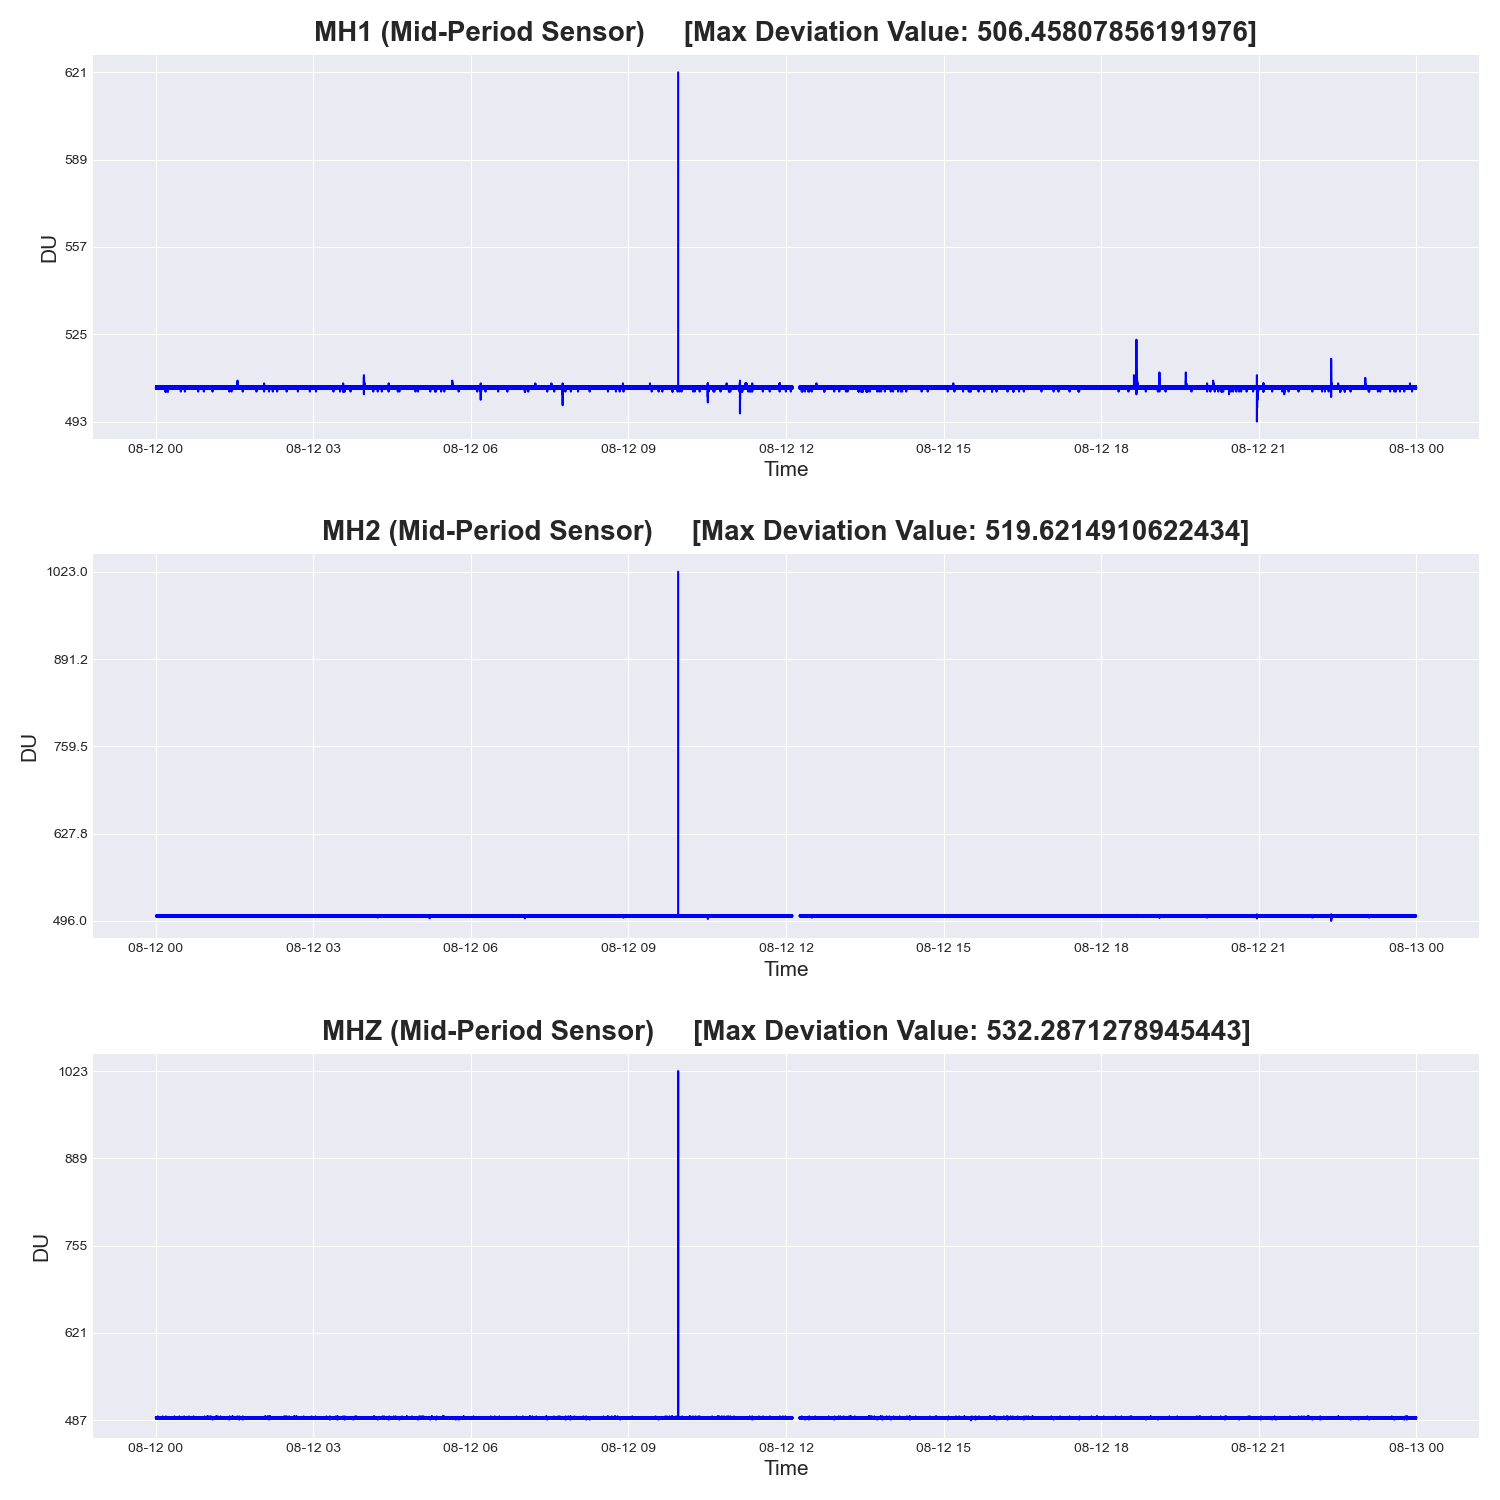 MH1 (Mid-Period Sensor) [Max Deviation Value: 506.45807856191976]
621
589
557
525
493
DU
08-12 00 08-12 03 08-12 06 08-12 09 08-12 12 08-12 15 08-12 18 08-12 21 08-13 00
Time
MH2 (Mid-Period Sensor) [Max Deviation Value: 519.6214910622434]
1023.0
891.2
759.5
627.8
496.0
DU
08-12 00 08-12 03 08-12 06 08-12 09 08-12 12 08-12 15 08-12 18 08-12 21 08-13 00
Time
MHZ (Mid-Period Sensor) [Max Deviation Value: 532.2871278945443]
1023
889
755
621
487
DU
08-12 00 08-12 03 08-12 06 08-12 09 08-12 12 08-12 15 08-12 18 08-12 21 08-13 00
Time